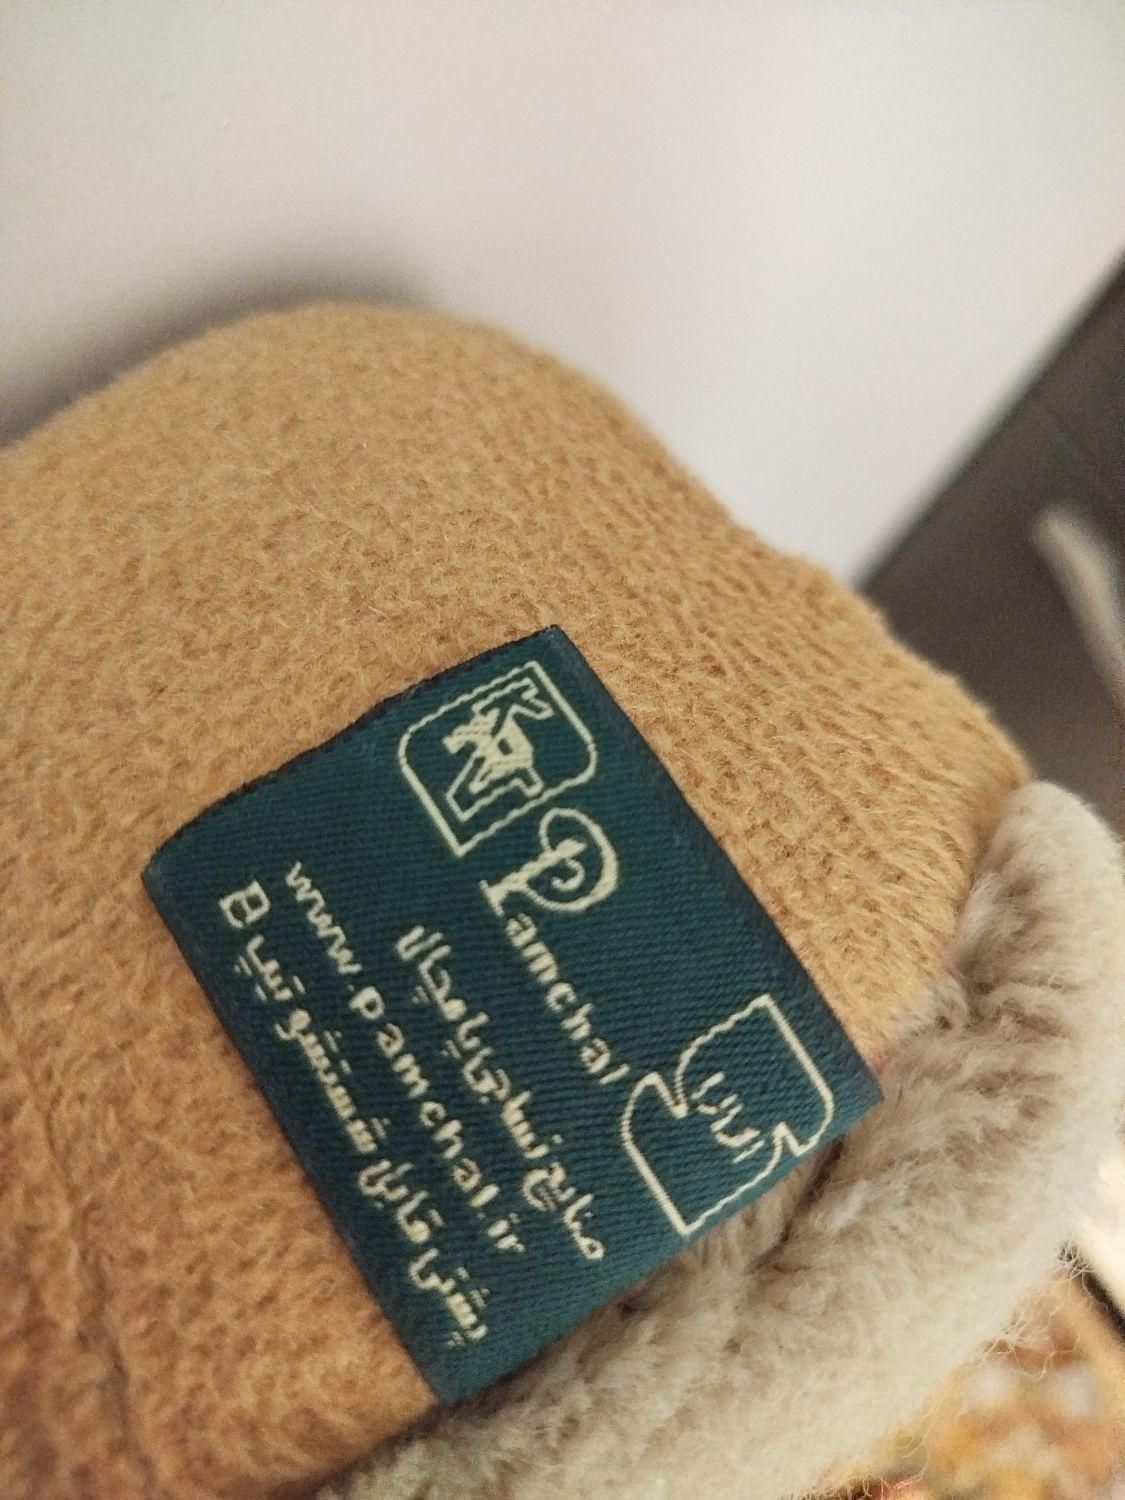 Pamchal
صنایع نساجی پامچال
www.pamchal.ir
پشتی قابل شستشو تیپ B